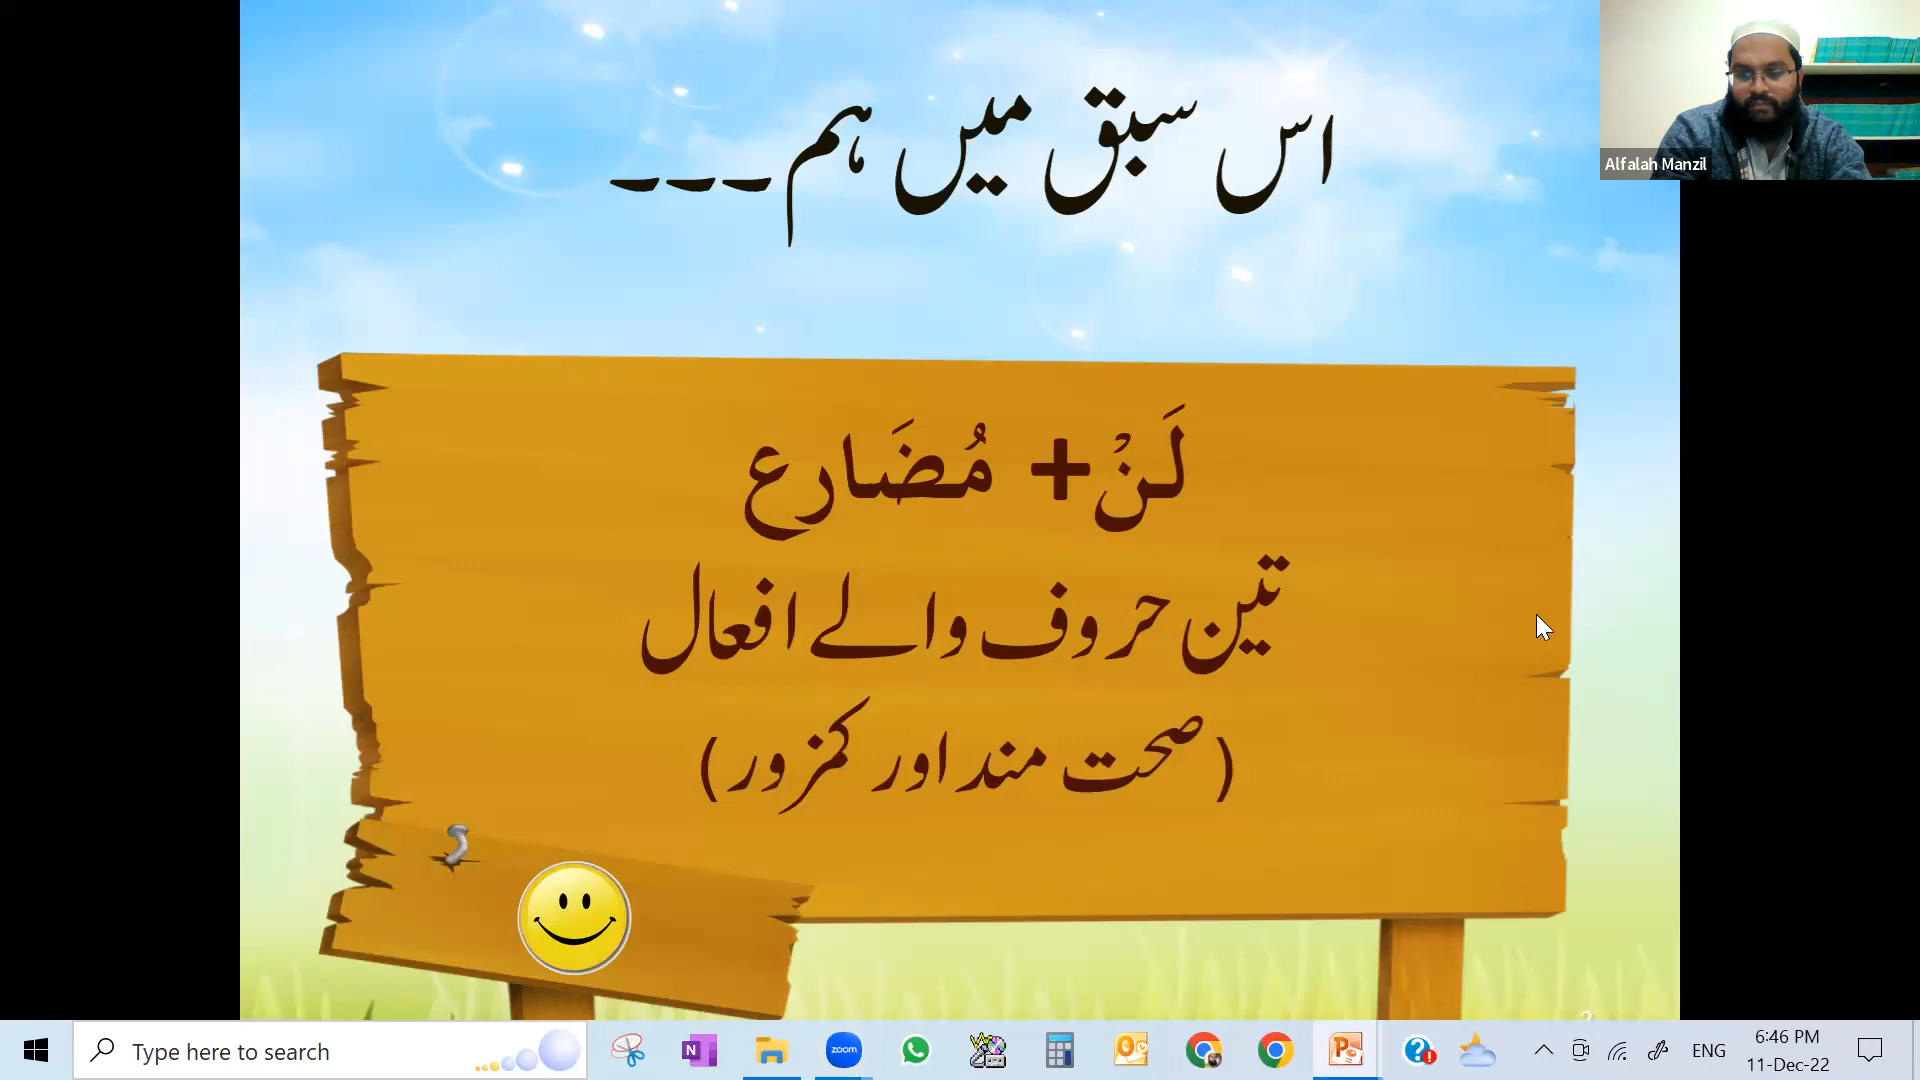 اس سبق میں ہم۔۔۔
Alfalah Manzil
لَنْ + مُضَارع
تین حروف والے افعال
(صحت مند اور کمزور)
Type here to search
zoom
ENG
6:46 PM
11-Dec-22